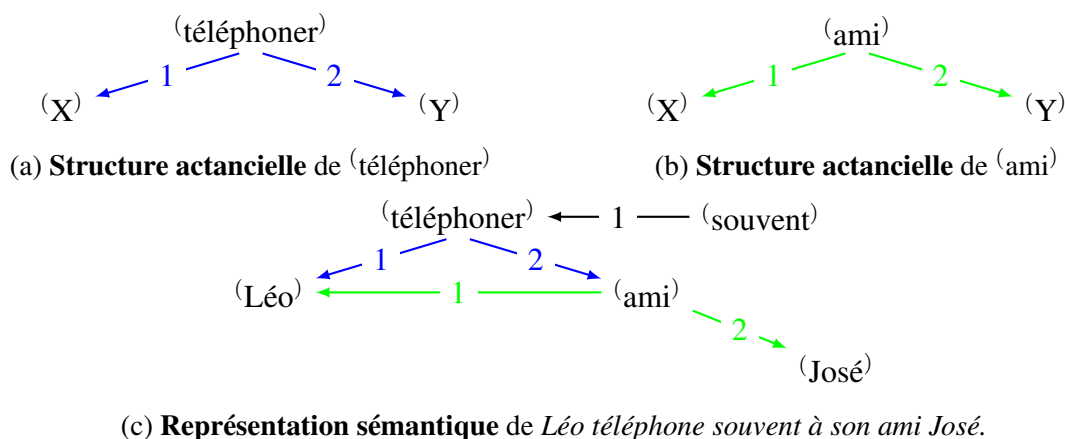 ⁽téléphoner⁾ ⁽ami⁾
1 2 1 2
⁽X⁾ ⁽Y⁾ ⁽X⁾ ⁽Y⁾
(a) Structure actancielle de ⁽téléphoner⁾ (b) Structure actancielle de ⁽ami⁾
⁽téléphoner⁾ 1 ⁽souvent⁾
1 2
⁽Léo⁾ 1 ⁽ami⁾
2
⁽José⁾
(c) Représentation sémantique de Léo téléphone souvent à son ami José.